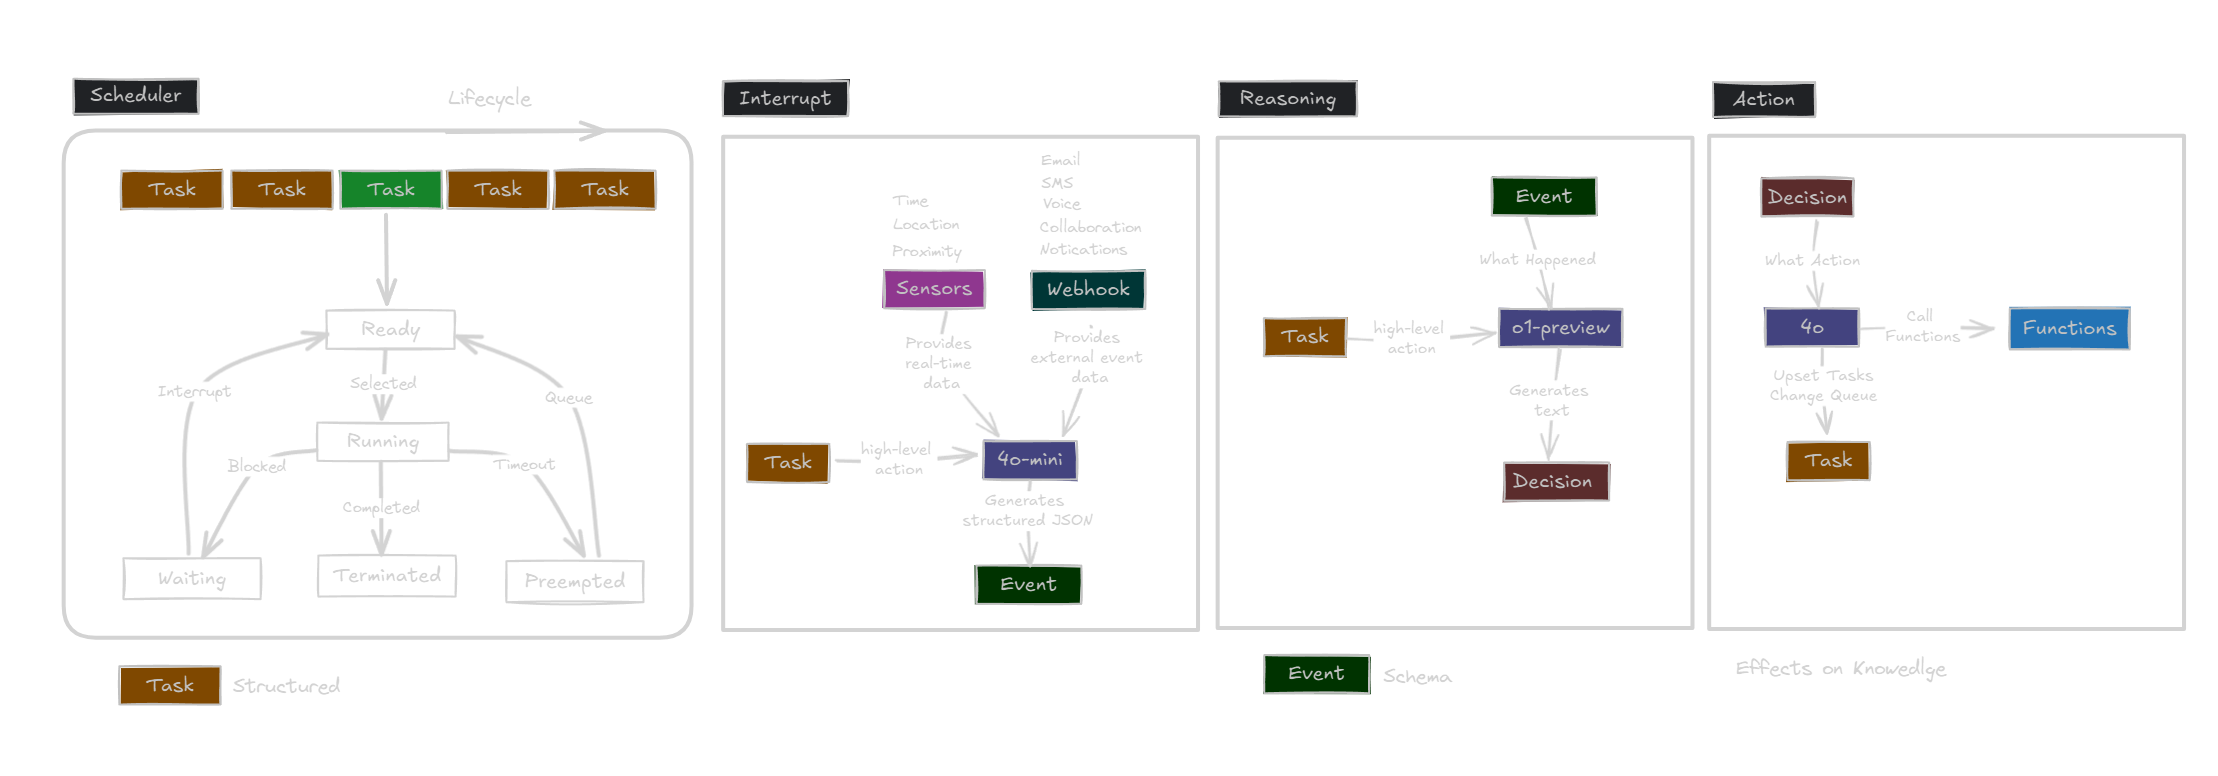 Scheduler
Lifecycle
Task
Task
Task
Task
Task
Ready
Interrupt
Selected
Queue
Running
Blocked
Timeout
Completed
Waiting
Terminated
Preempted
Task
Structured
Interrupt
Time
Location
Proximity
Email
SMS
Voice
Collaboration
Notications
Sensors
Webhook
Provides
real-time
data
Provides
external event
data
Task
high-level
action
4o-mini
Generates
structured JSON
Event
Reasoning
Event
What Happened
Task
high-level
action
o1-preview
Generates
text
Decision
Event
Schema
Action
Decision
What Action
4o
Call
Functions
Functions
Upset Tasks
Change Queue
Task
Effects on Knowedlge